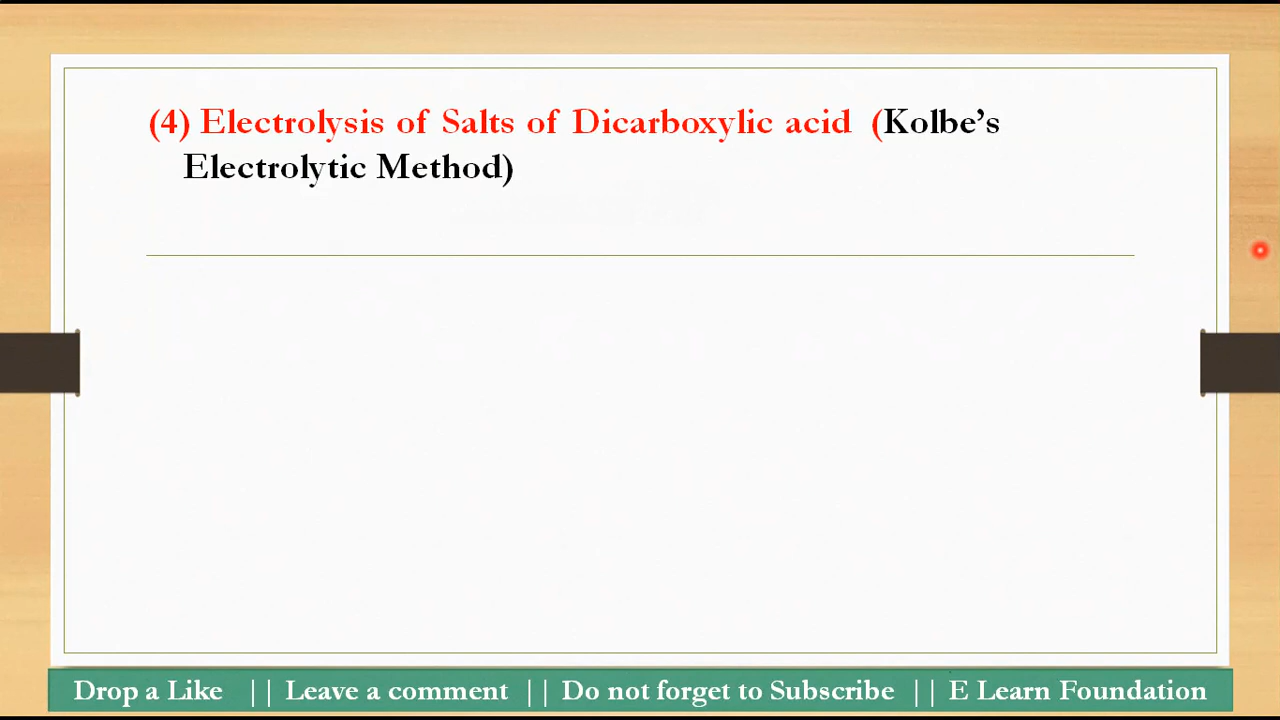 (4) Electrolysis of Salts of Dicarboxylic acid (Kolbe’s
Electrolytic Method)
Drop a Like || Leave a comment || Do not forget to Subscribe || E Learn Foundation